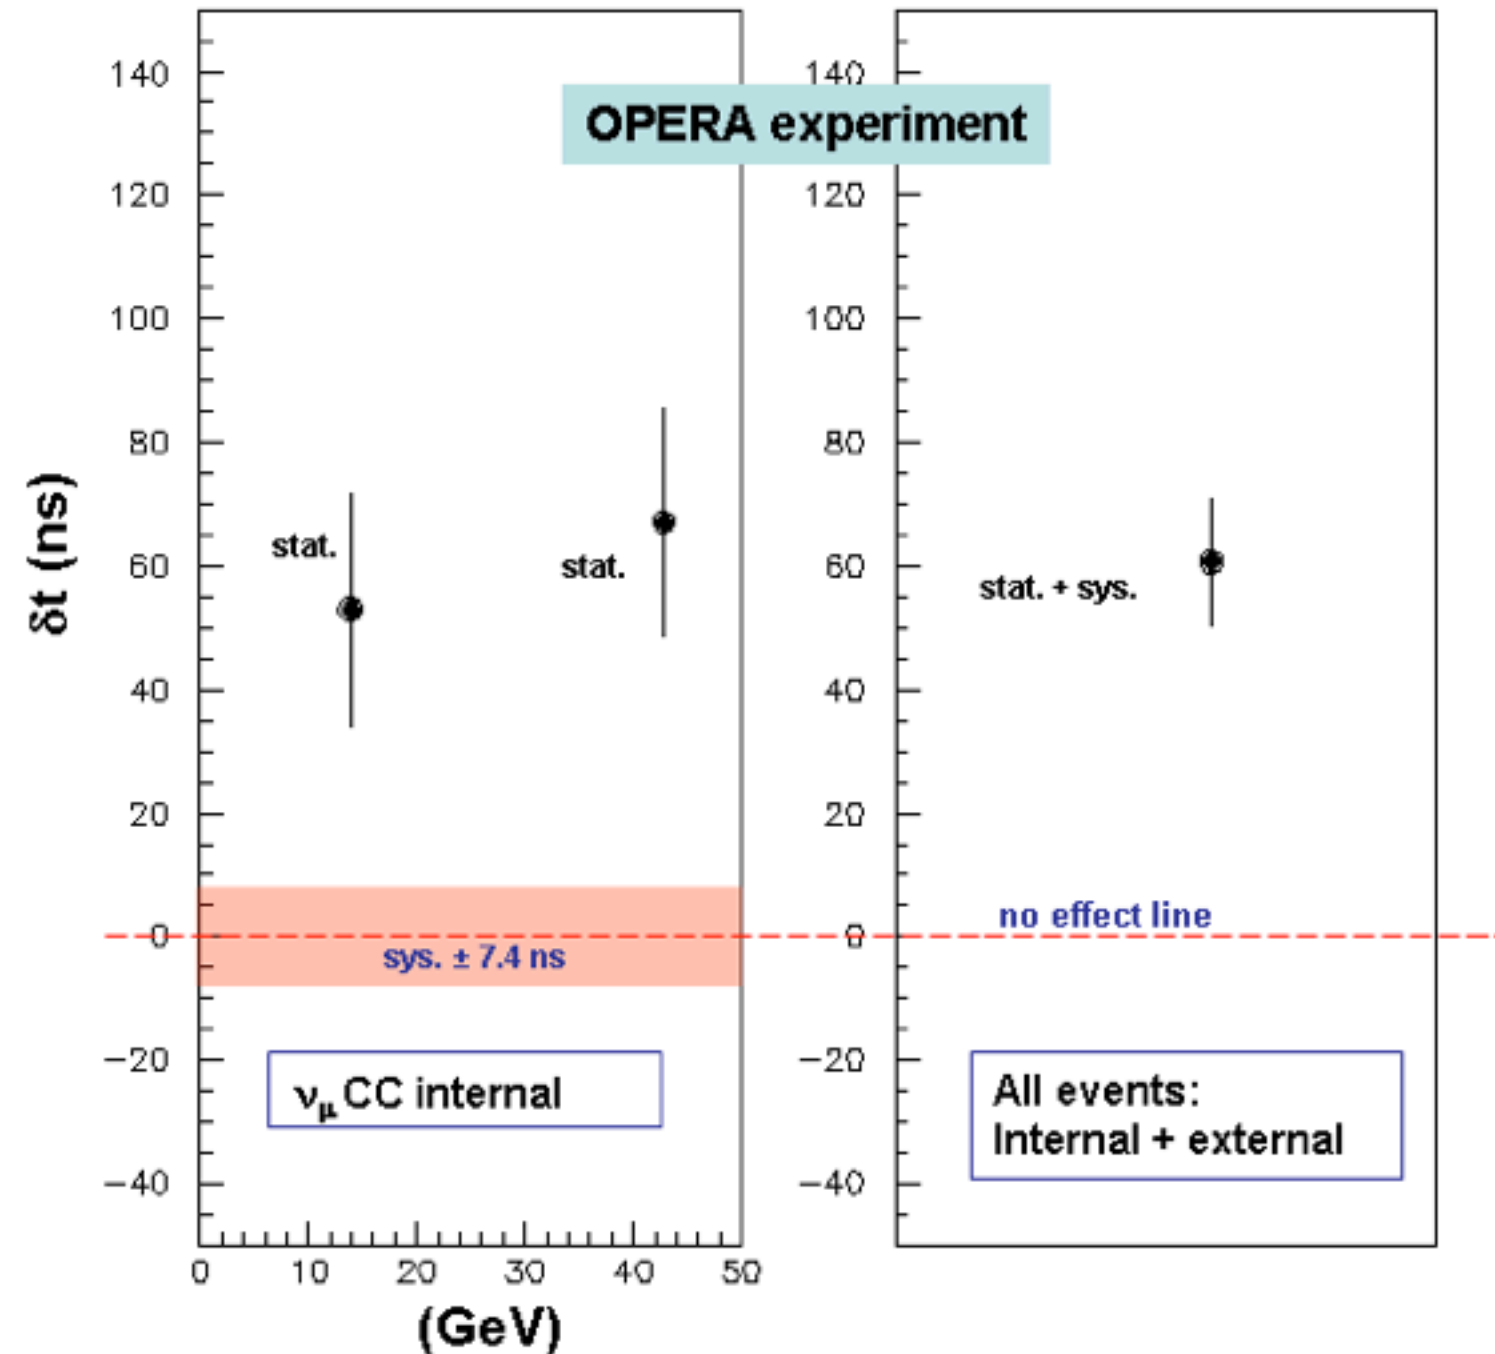 OPERA experiment
δt (ns)
140
120
100
80
60
40
20
0
−20
−40
stat.
stat.
sys. ± 7.4 ns
νμ CC internal
0 10 20 30 40 50
(GeV)
140
120
100
80
60
40
20
0
−20
−40
stat. + sys.
no effect line
All events:
Internal + external